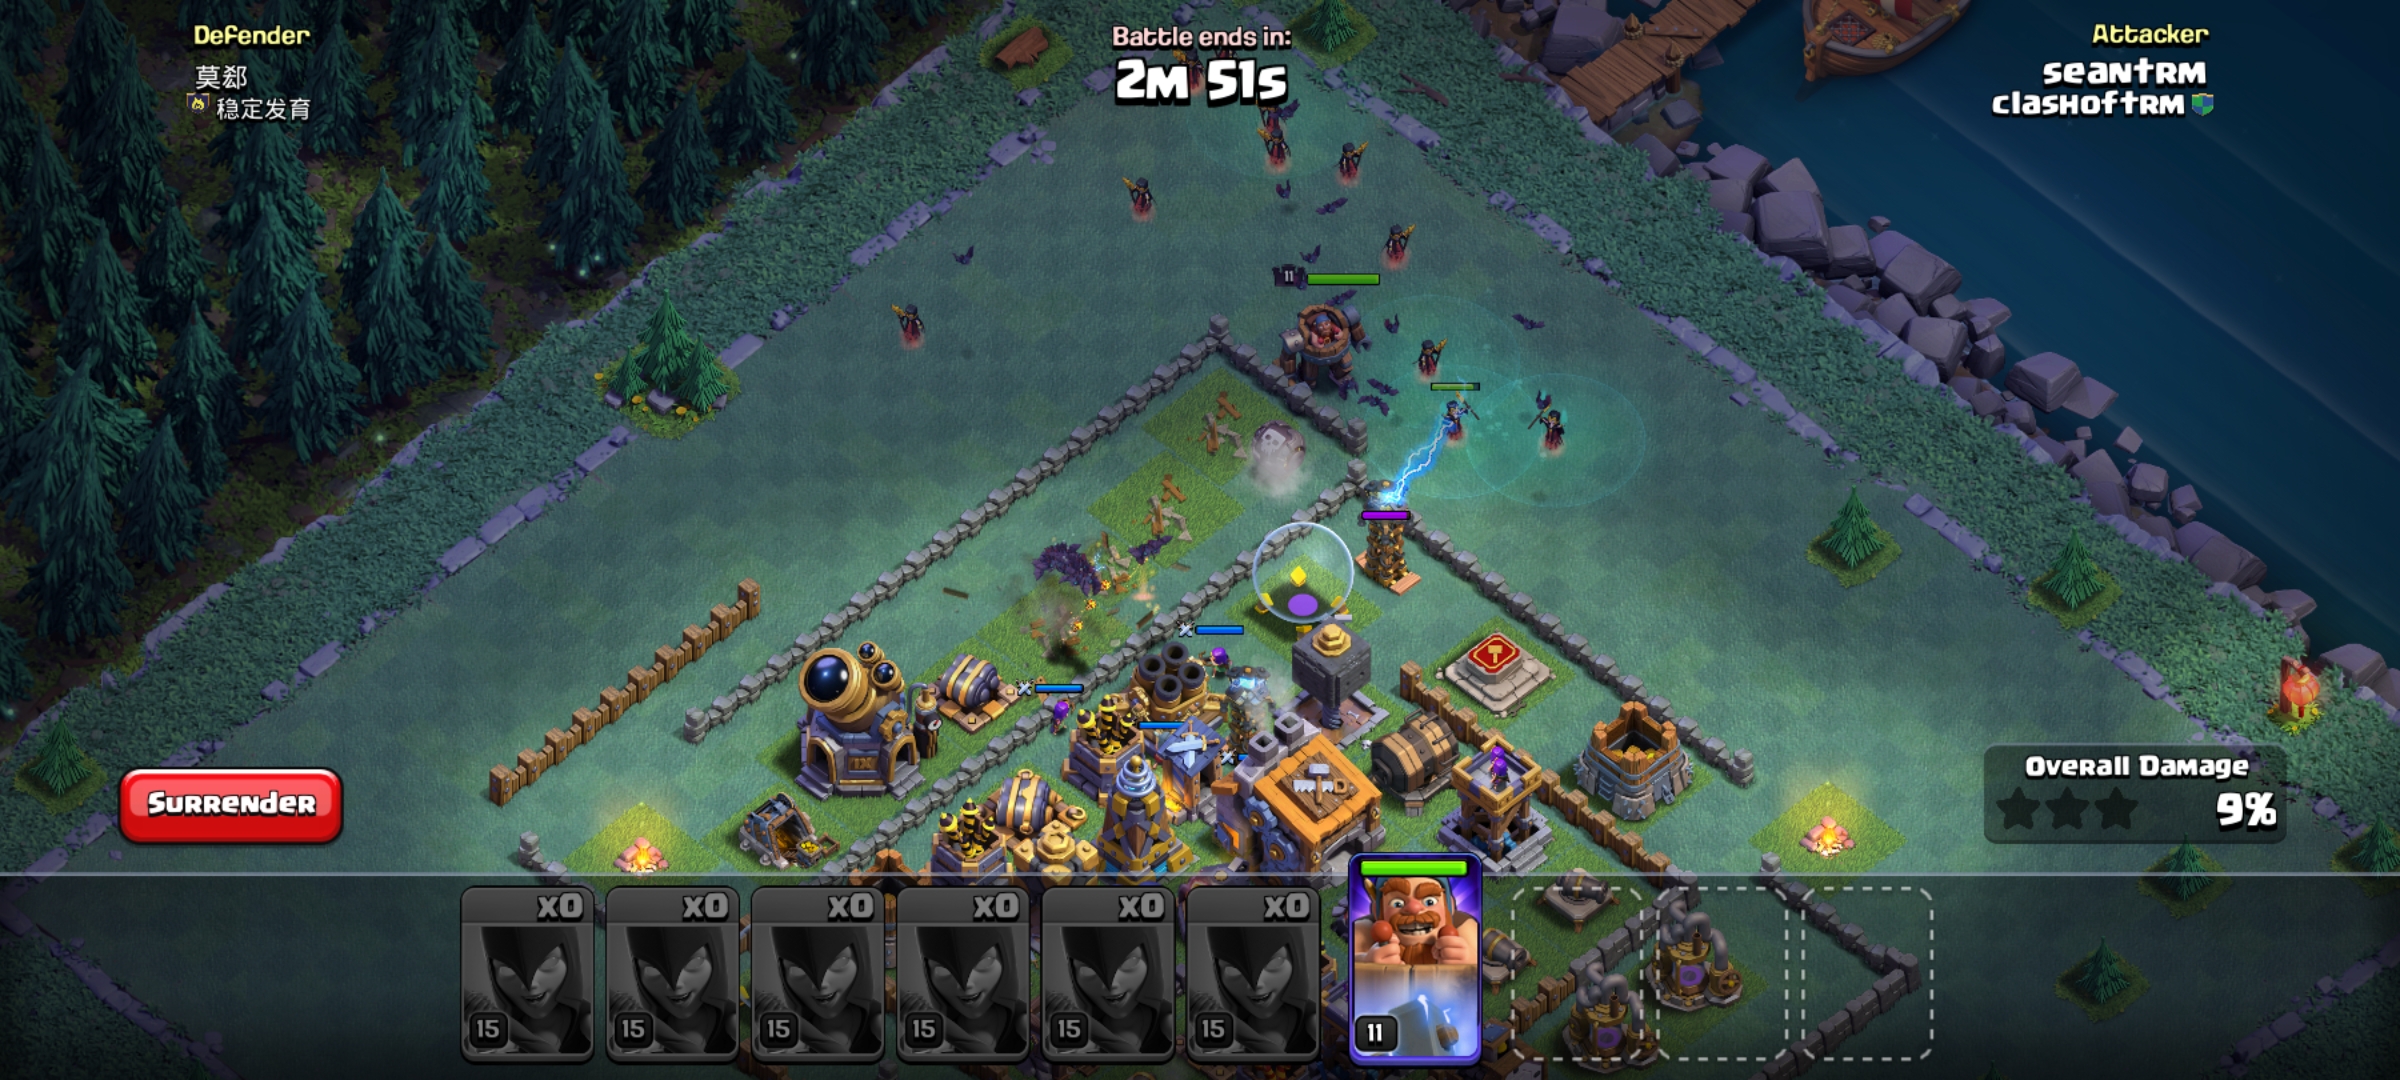 Defender
莫郄
稳定发育
Battle ends in:
2M 51s
Attacker
seantRM
clashoftRM
11
Surrender
Overall Damage
9%
x0
x0
x0
x0
x0
x0
15
15
15
15
15
15
11